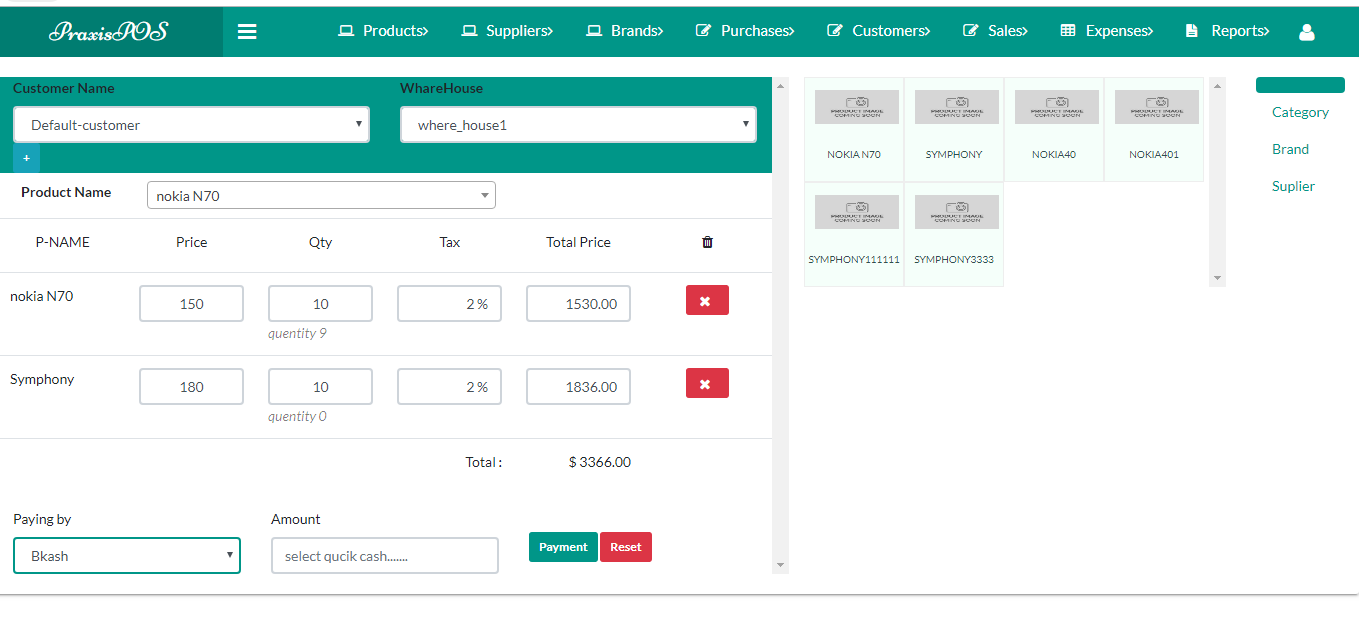 PraxisPOS Products Suppliers Brands Purchases Customers Sales Expenses Reports
Customer Name WhareHouse
Default-customer where_house1
+
Product Name nokia N70
P-NAME Price Qty Tax Total Price
nokia N70 150 10 2 % 1530.00
quentity 9
Symphony 180 10 2 % 1836.00
quentity 0
Total : $ 3366.00
Paying by Amount
Bkash select qucik cash....... Payment Reset
PRODUCT IMAGE COMING SOON PRODUCT IMAGE COMING SOON PRODUCT IMAGE COMING SOON PRODUCT IMAGE COMING SOON
NOKIA N70 SYMPHONY NOKIA40 NOKIA401
PRODUCT IMAGE COMING SOON PRODUCT IMAGE COMING SOON
SYMPHONY111111 SYMPHONY3333
Category
Brand
Suplier